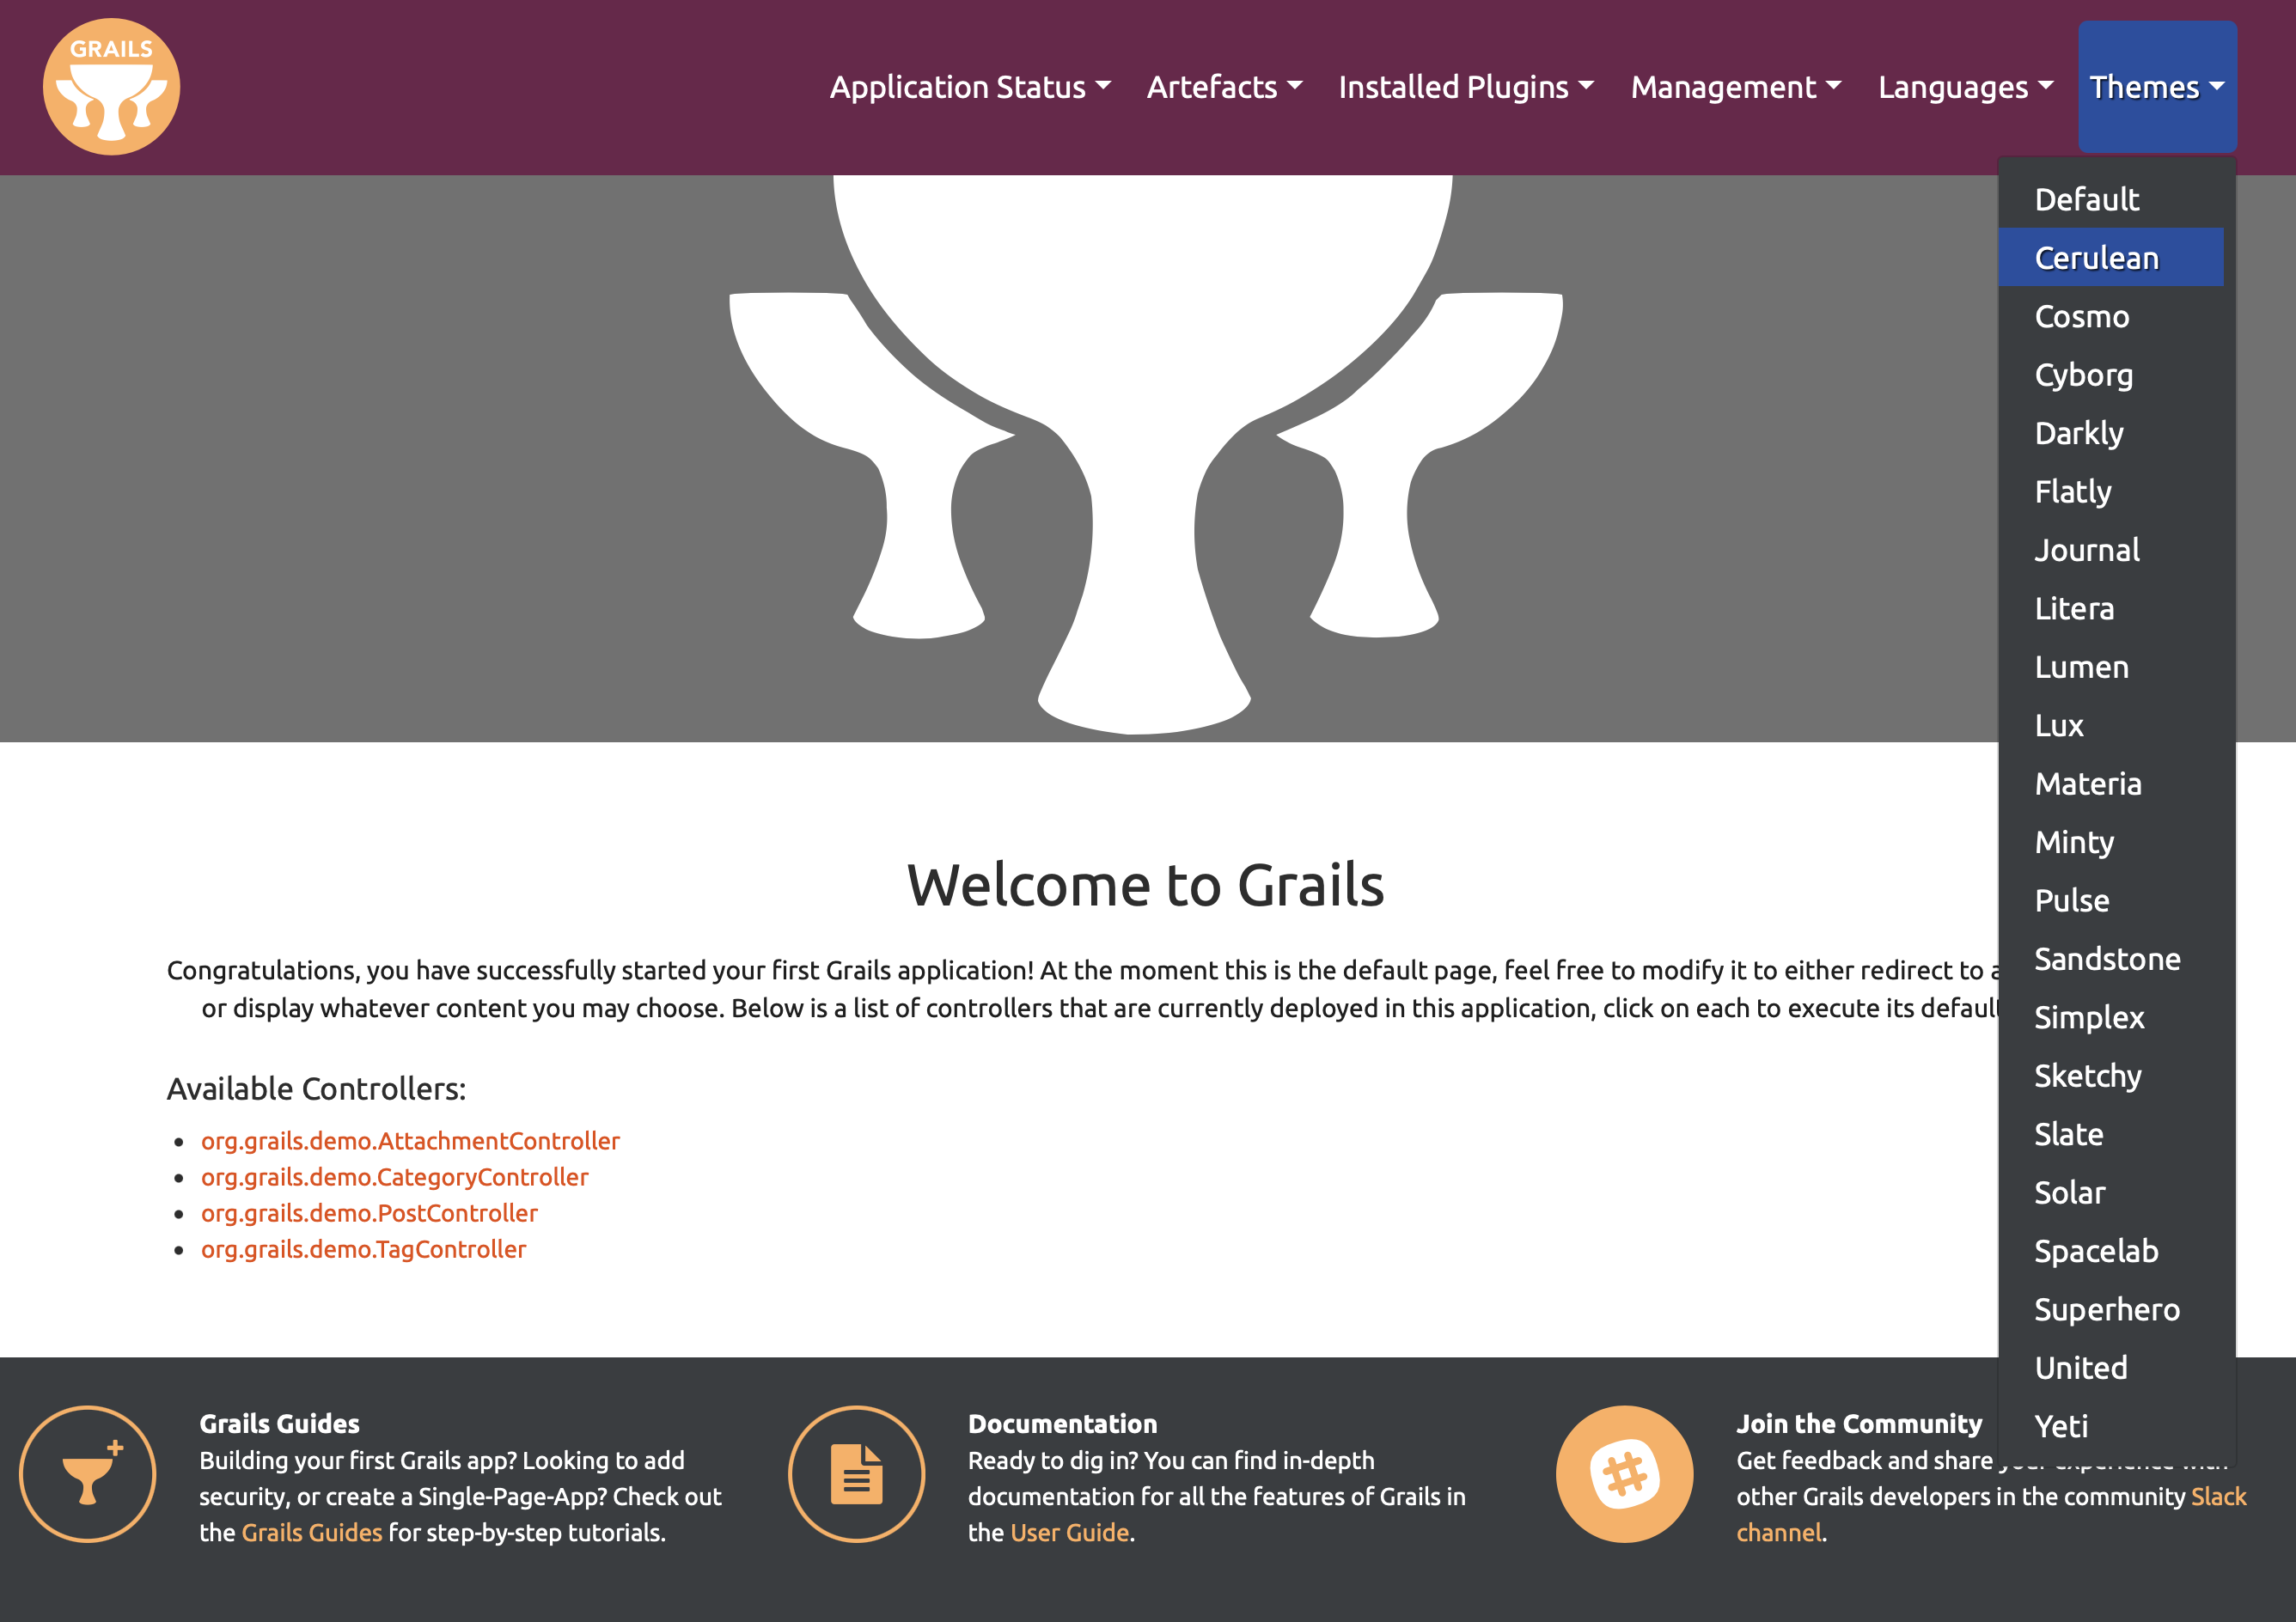 GRAILS
Application Status
Artefacts
Installed Plugins
Management
Languages
Themes
Default
Cerulean
Cosmo
Cyborg
Darkly
Flatly
Journal
Litera
Lumen
Lux
Materia
Minty
Pulse
Sandstone
Simplex
Sketchy
Slate
Solar
Spacelab
Superhero
United
Yeti
Welcome to Grails
Congratulations, you have successfully started your first Grails application! At the moment this is the default page, feel free to modify it to either redirect to a
or display whatever content you may choose. Below is a list of controllers that are currently deployed in this application, click on each to execute its default
Available Controllers:
org.grails.demo.AttachmentController
org.grails.demo.CategoryController
org.grails.demo.PostController
org.grails.demo.TagController
Grails Guides
Building your first Grails app? Looking to add
security, or create a Single-Page-App? Check out
the Grails Guides for step-by-step tutorials.
Documentation
Ready to dig in? You can find in-depth
documentation for all the features of Grails in
the User Guide.
Join the Community
Get feedback and share your experience with
other Grails developers in the community Slack
channel.